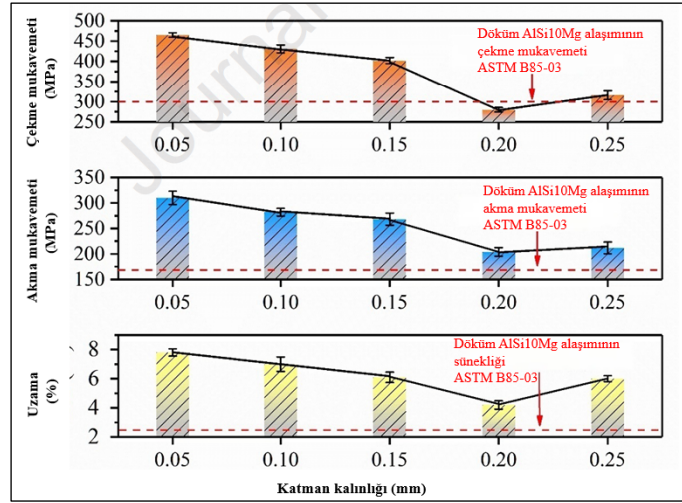 Journal
Çekme mukavemeti
(MPa)
500
450
400
350
300
250
Döküm AlSi10Mg alaşımının
çekme mukavemeti
ASTM B85-03
0.05 0.10 0.15 0.20 0.25
Akma mukavemeti
(MPa)
350
300
250
200
150
Döküm AlSi10Mg alaşımının
akma mukavemeti
ASTM B85-03
0.05 0.10 0.15 0.20 0.25
Uzama
(%)
8
6
4
2
Döküm AlSi10Mg alaşımının
sünekliği
ASTM B85-03
0.05 0.10 0.15 0.20 0.25
Katman kalınlığı (mm)